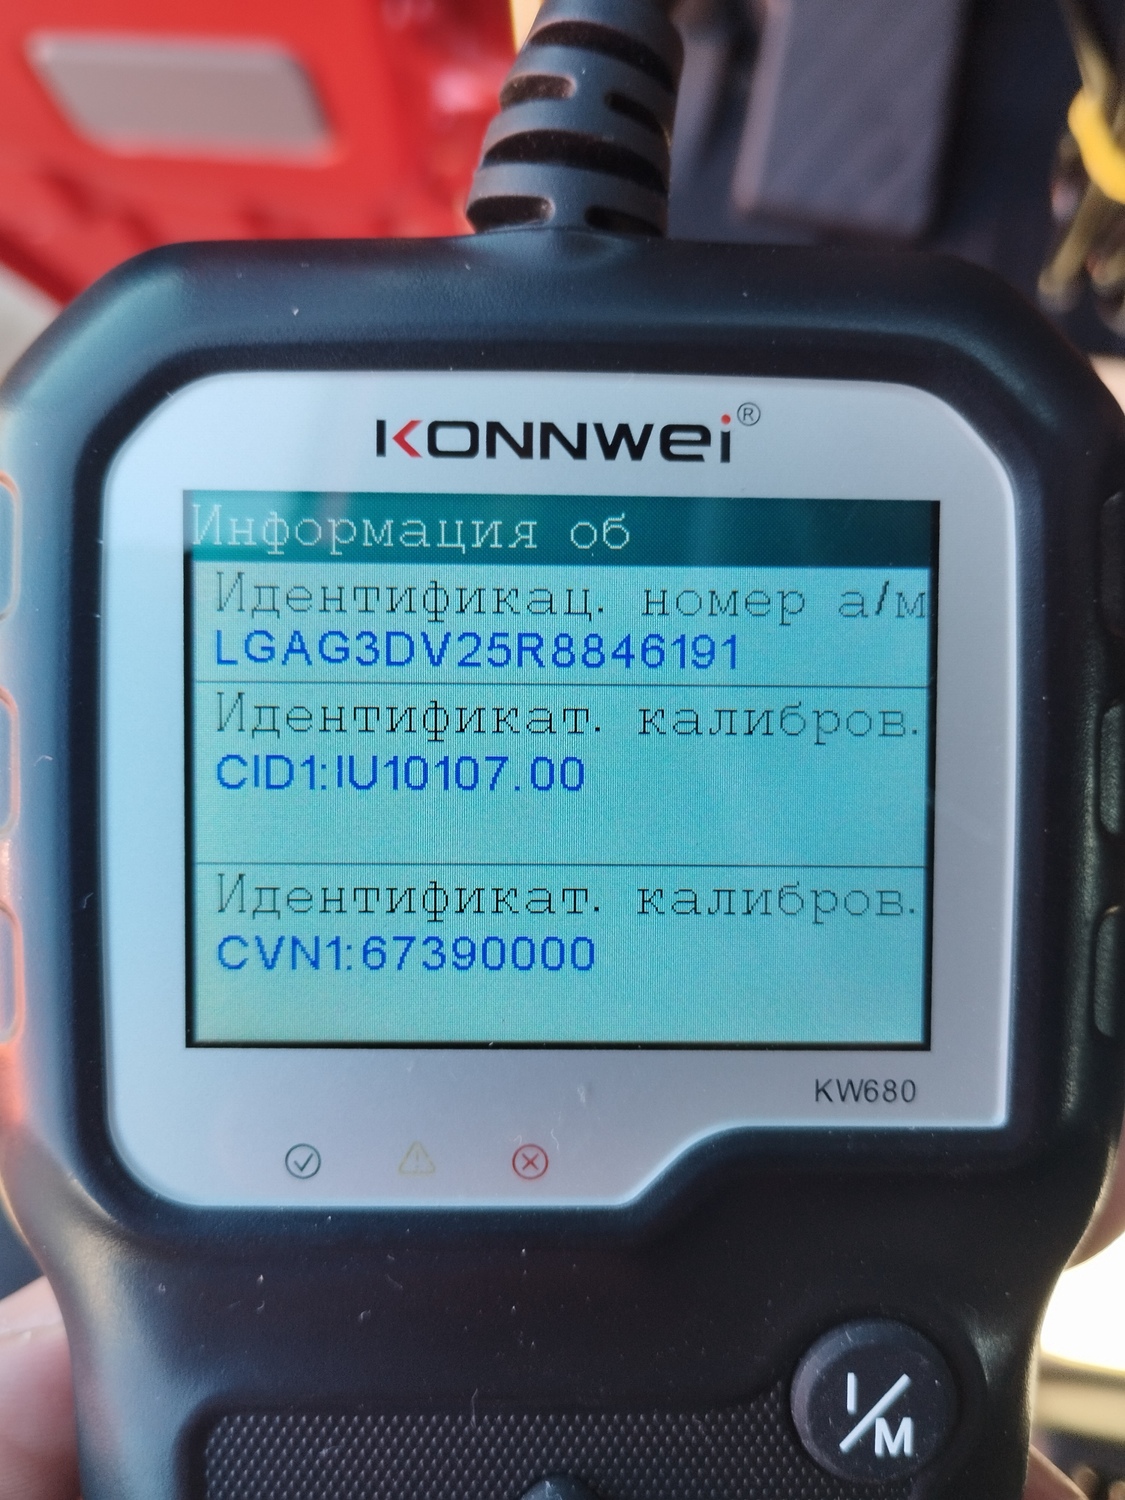 KONNWEI®
Информация об
Идентификац. номер а/м
LGAG3DV25R8846191
Идентификат. калибров.
CID1:IU10107.00
Идентификат. калибров.
CVN1:67390000
KW680
I/M